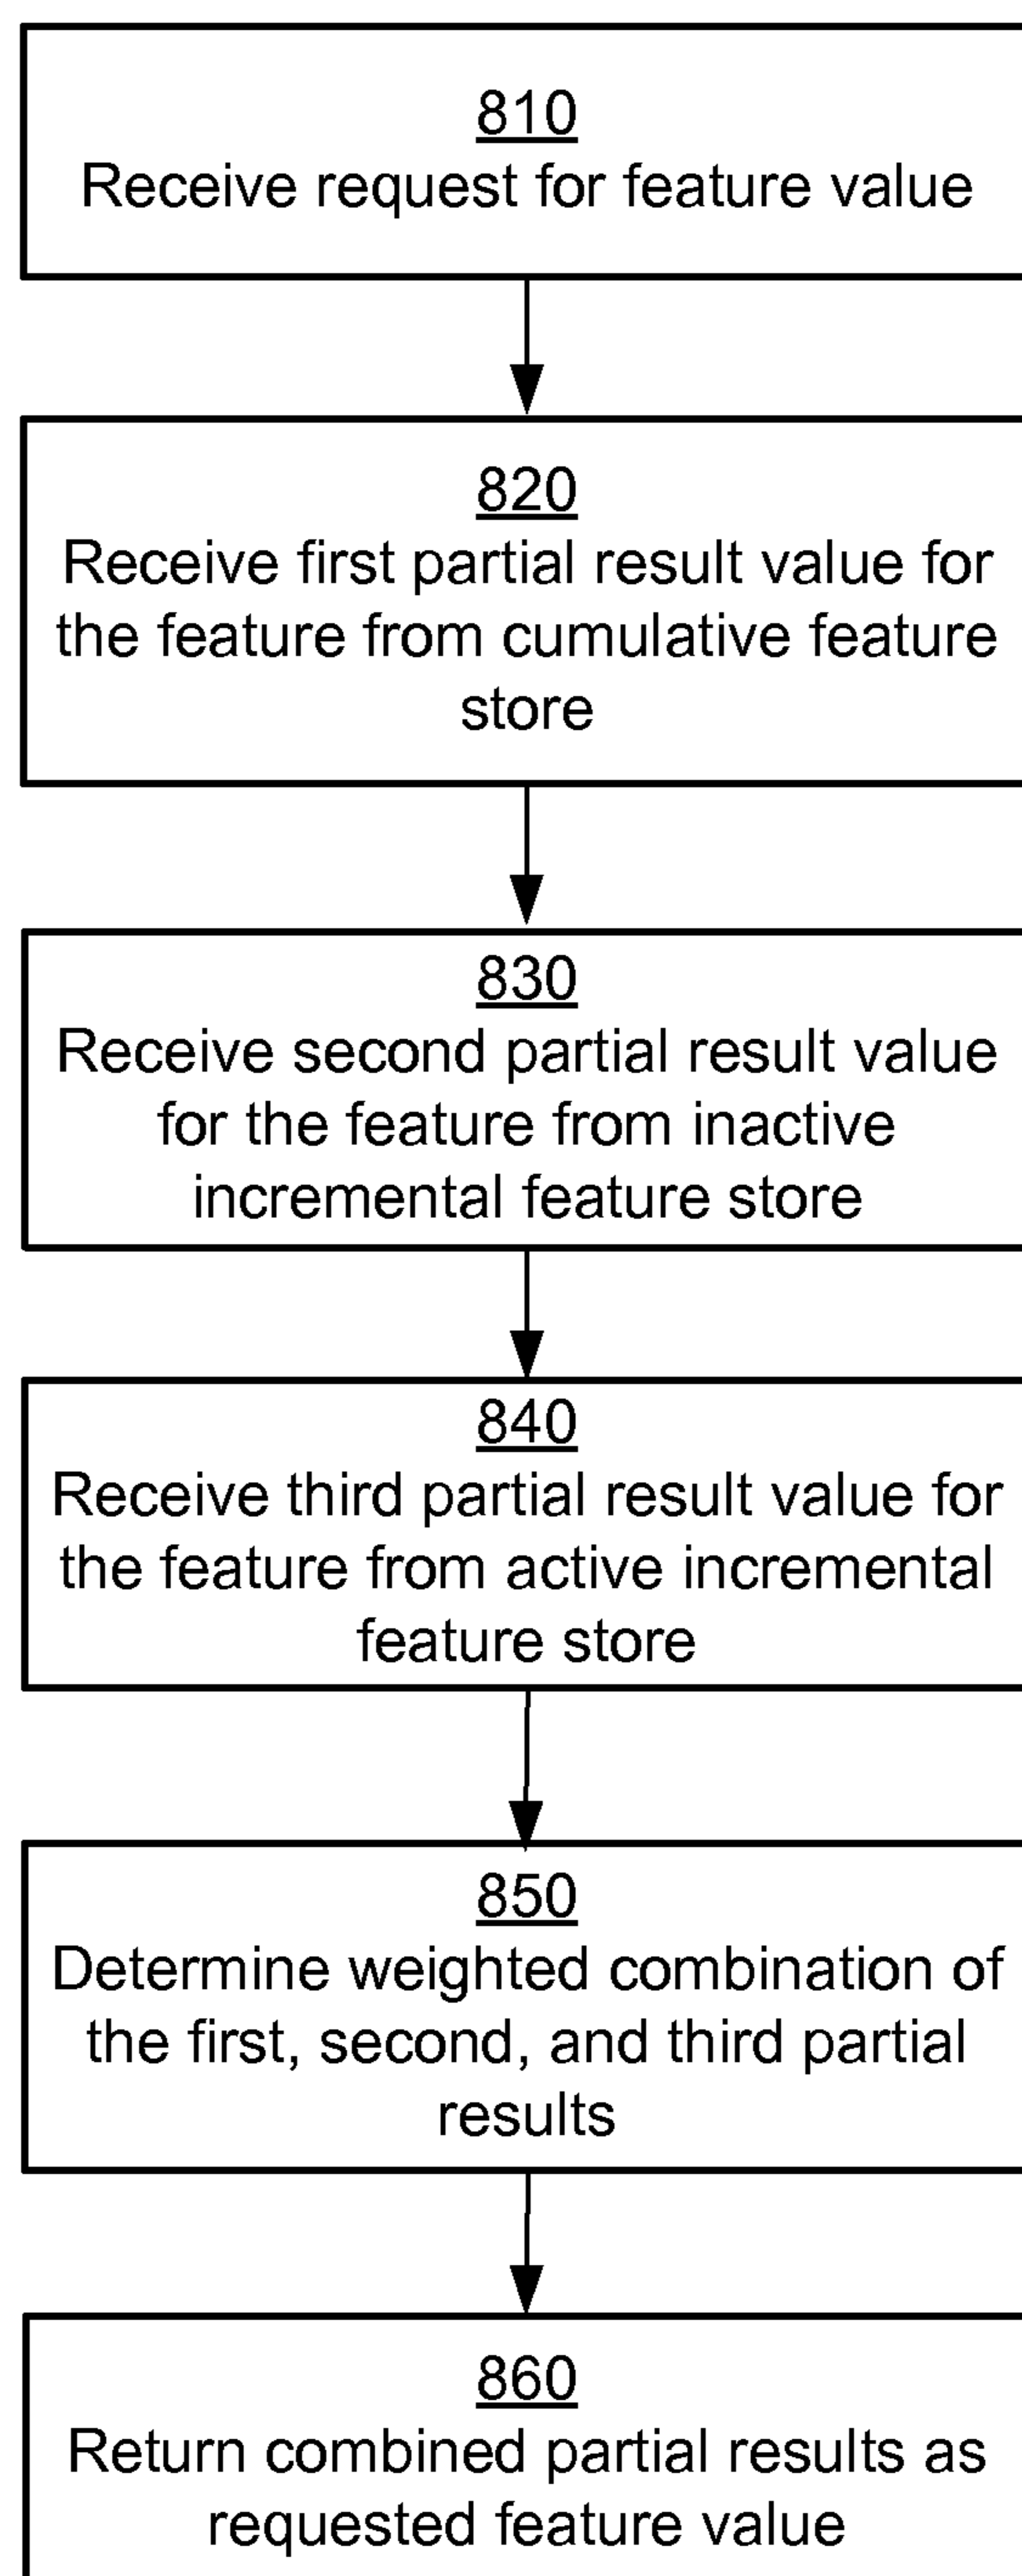 810
Receive request for feature value
820
Receive first partial result value for
the feature from cumulative feature
store
830
Receive second partial result value
for the feature from inactive
incremental feature store
840
Receive third partial result value for
the feature from active incremental
feature store
850
Determine weighted combination of
the first, second, and third partial
results
860
Return combined partial results as
requested feature value